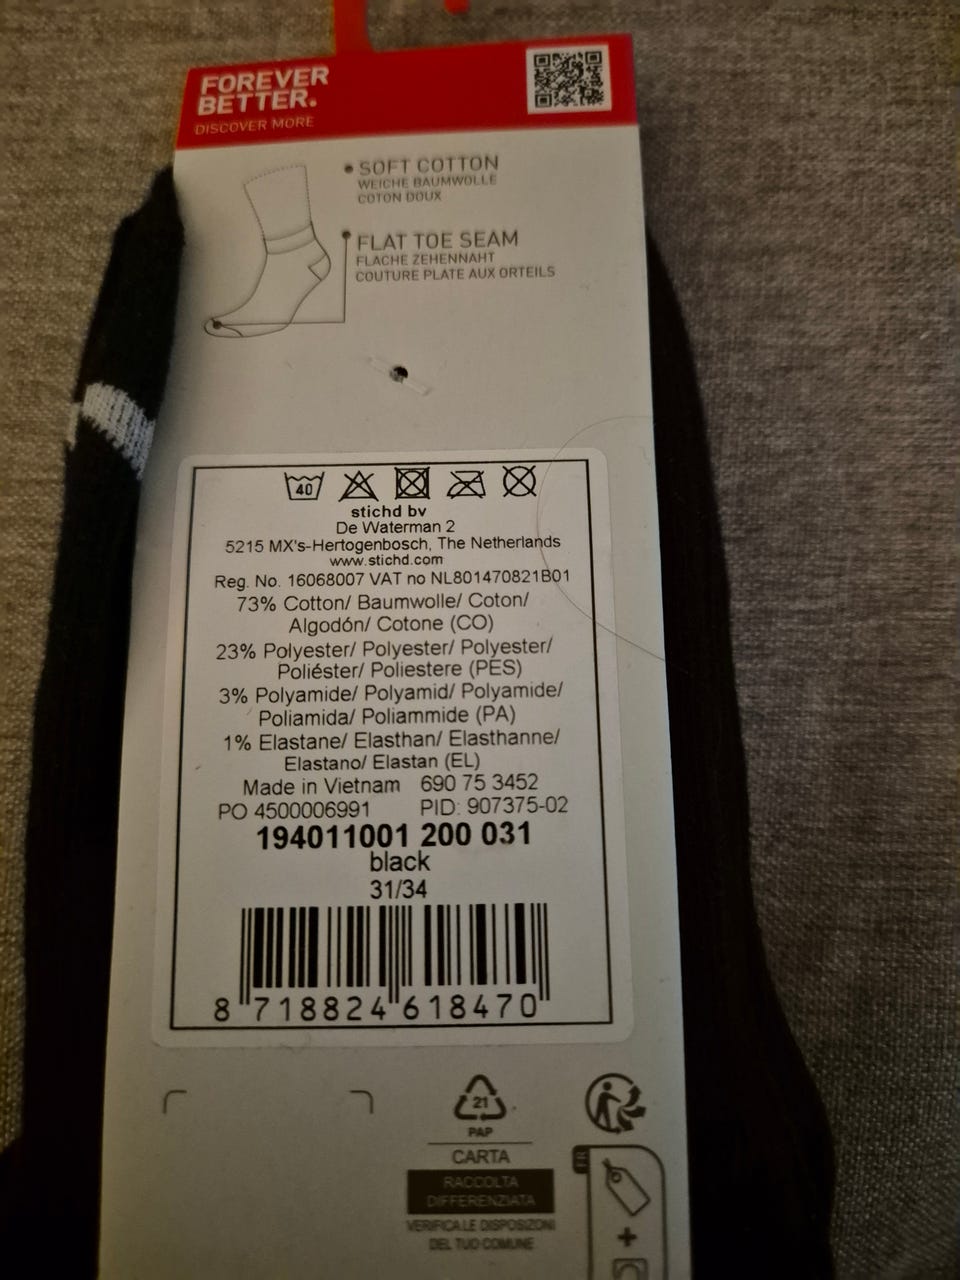 FOREVER
BETTER.
DISCOVER MORE
SOFT COTTON
WEICHE BAUMWOLLE
COTON DOUX
FLAT TOE SEAM
FLACHE ZEHENNAHT
COUTURE PLATE AUX ORTEILS
40
stichd bv
De Waterman 2
5215 MX's-Hertogenbosch, The Netherlands
www.stichd.com
Reg. No. 16068007 VAT no NL801470821B01
73% Cotton/ Baumwolle/ Coton/
Algodón/ Cotone (CO)
23% Polyester/ Polyester/ Polyester/
Poliéster/ Poliestere (PES)
3% Polyamide/ Polyamid/ Polyamide/
Poliamida/ Poliammide (PA)
1% Elastane/ Elasthan/ Elasthanne/
Elastano/ Elastan (EL)
Made in Vietnam 690 75 3452
PO 4500006991 PID: 907375-02
194011001 200 031
black
31/34
8 718824 618470
21
PAP
CARTA
RACCOLTA
DIFFERENZIATA
VERIFICA LE DISPOSIZIONI
DEL TUO COMUNE
FR
+